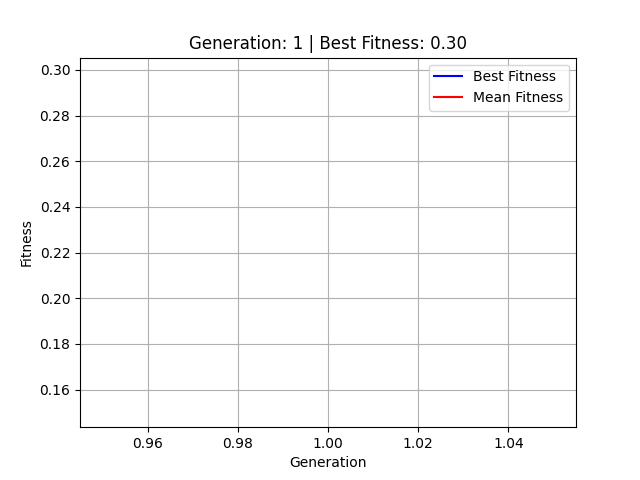 Generation: 1 | Best Fitness: 0.30
Best Fitness
Mean Fitness
Fitness
0.30
0.28
0.26
0.24
0.22
0.20
0.18
0.16
0.96 0.98 1.00 1.02 1.04
Generation